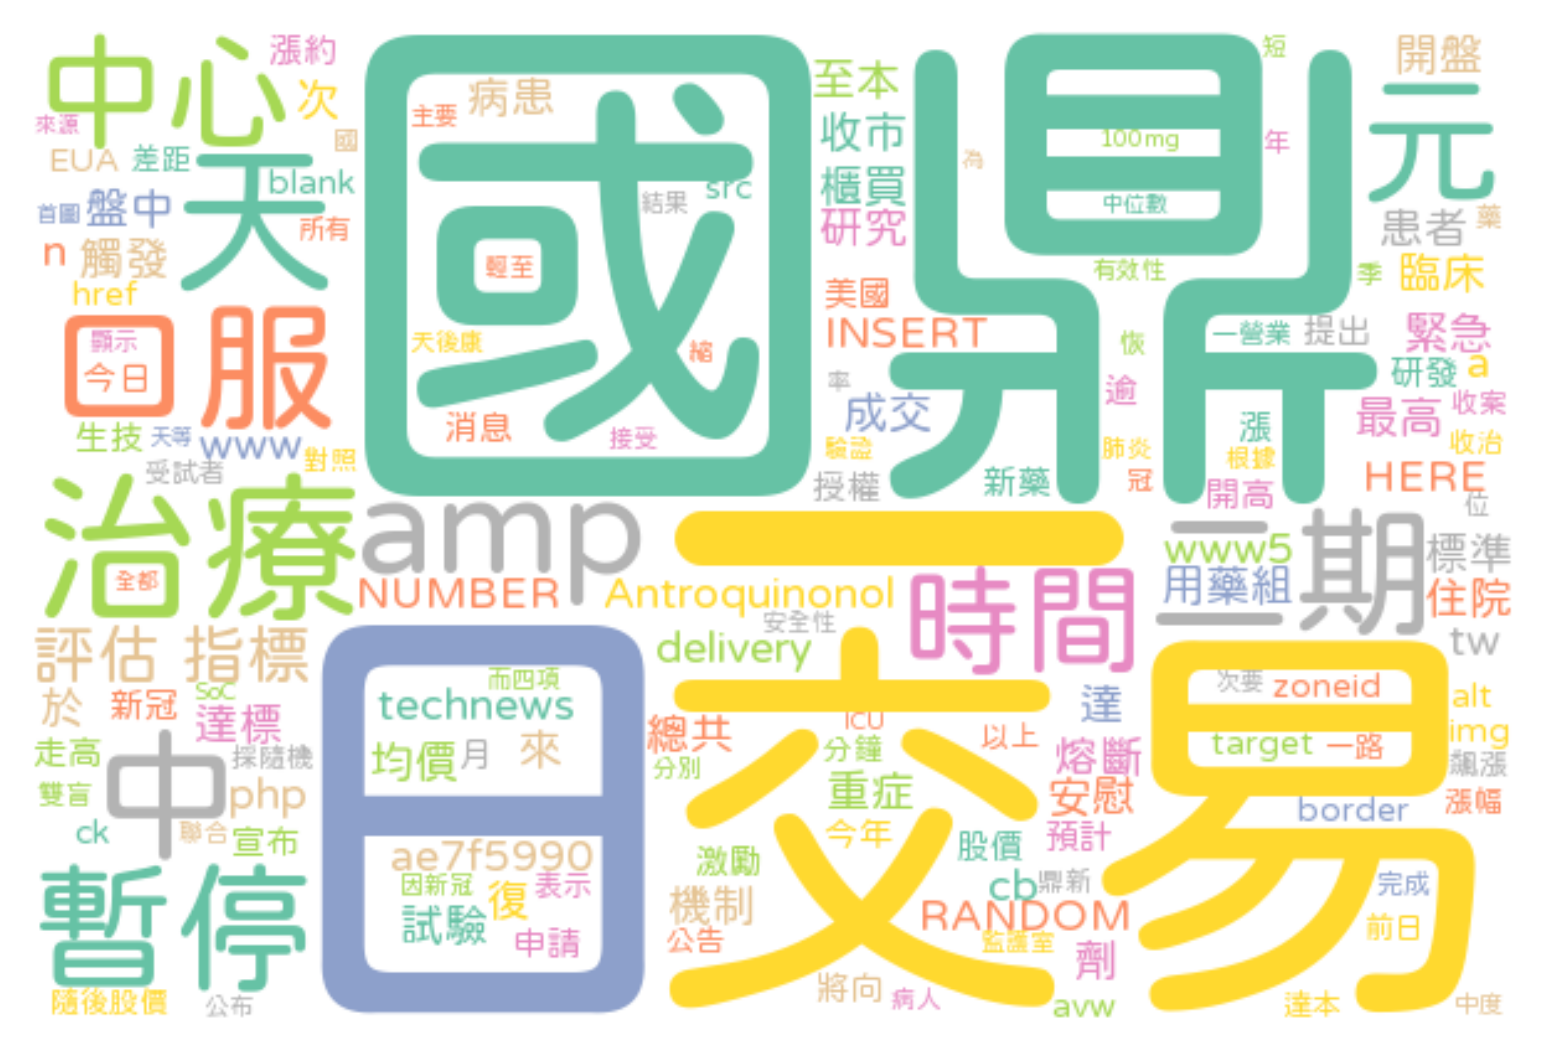 中心
漲約
次
來源
國
EUA
差距
天
blank
首圖
盤中
所有
n
觸發
href
口服
顯示
今日
生技
天等
www
對照
受試者
國鼎
主要
病患
結果
src
輕至
天後康
縮
消息
接受
至本
收市
櫃買
研究
美國
INSERT
率
成交
驗證
授權
新藥
為
100mg
中位數
有效性
恢
逾
肺炎
冠
短
年
開盤
元
患者
藥
季
臨床
一營業
提出
緊急
研發
a
漲
最高
收案
根據
收治
開高
HERE
位
治療
全都
amp
NUMBER
一
Antroquinonol
安全性
時間
www5
用藥組
二期
標準
住院
tw
評估
指標
delivery
於
新冠
SoC
達標
走高
採隨機
雙盲
中
php
ck
聯合
宣布
日
而四項
technews
均價
月
來
ae7f5990
因新冠
復
表示
試驗
申請
交易
總共
ICU
分別
分鐘
以上
重症
今年
激勵
機制
公告
股價
cb
鼎新
RANDOM
監護室
將向
病人
劑
avw
達
熔斷
安慰
預計
次要
zoneid
target
一路
alt
img
飆漲
border
漲幅
完成
前日
達本
中度
暫停
隨後股價
公布